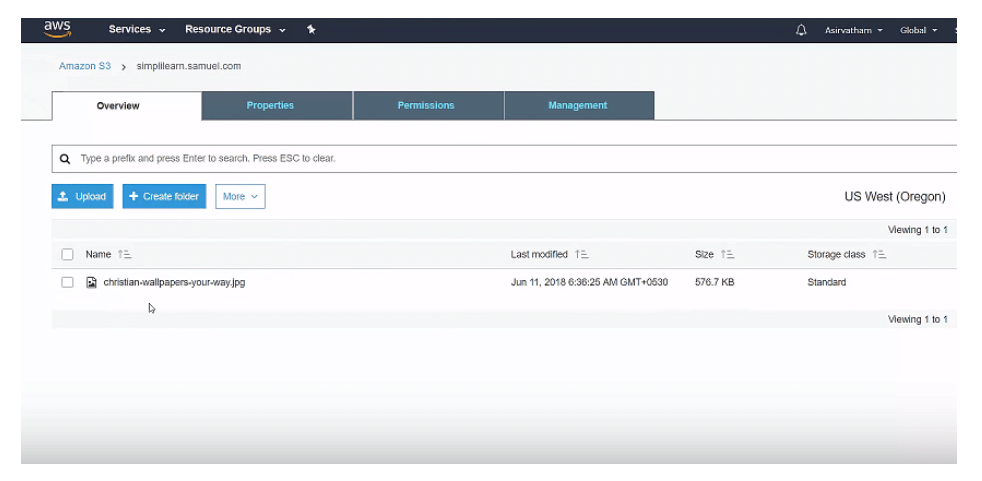 aws Services Resource Groups Asirvatham Global
Amazon S3 > simplilearn.samuel.com
Overview Properties Permissions Management
Type a prefix and press Enter to search. Press ESC to clear.
Upload + Create folder More US West (Oregon)
Viewing 1 to 1
Name Last modified Size Storage class
christian-wallpapers-your-way.jpg Jun 11, 2018 6:36:25 AM GMT+0530 576.7 KB Standard
Viewing 1 to 1